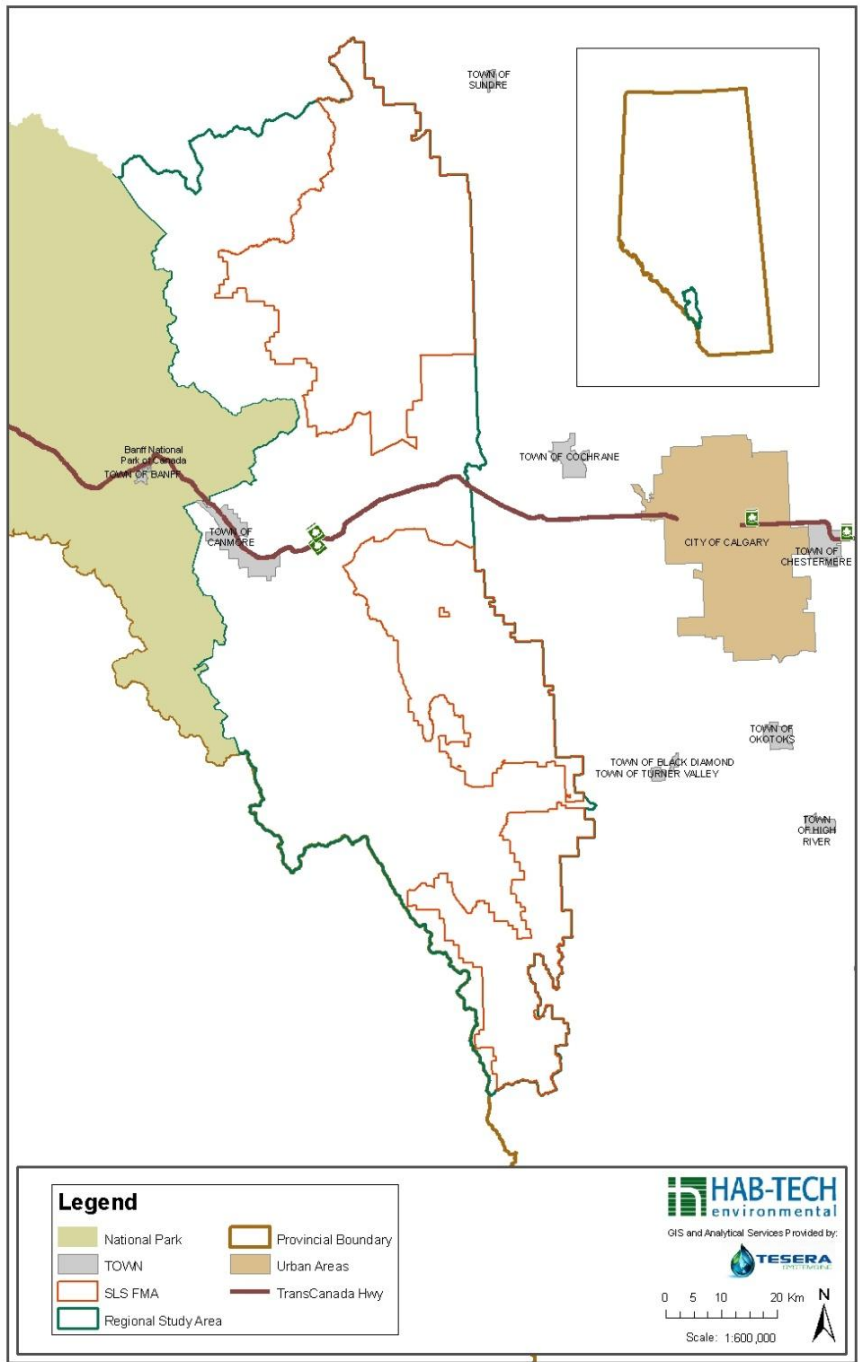 TOWN OF
SUNDRE
Banff National
Park of Canada
TOWN OF BANFF
TOWN OF
CANMORE
TOWN OF COCHRANE
CITY OF CALGARY
TOWN OF
CHESTERMERE
TOWN OF
OKOTOKS
TOWN OF BLACK DIAMOND
TOWN OF TURNER VALLEY
TOWN
OF HIGH
RIVER
Legend
National Park
TOWN
SLS FMA
Regional Study Area
Provincial Boundary
Urban Areas
TransCanada Hwy
HAB-TECH
environmental
GIS and Analytical Services Provided by:
TESERA
0 5 10 20 Km
N
Scale: 1:600,000